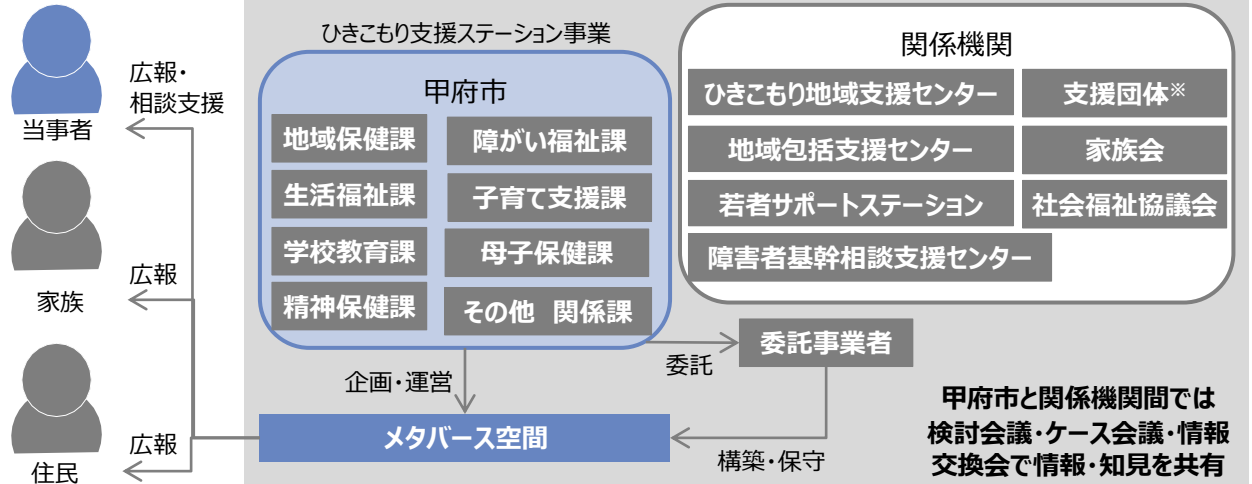 ひきこもり支援ステーション事業
広報・
相談支援
当事者
広報
家族
広報
住民
甲府市
地域保健課
障がい福祉課
生活福祉課
子育て支援課
学校教育課
母子保健課
精神保健課
その他 関係課
関係機関
ひきこもり地域支援センター
支援団体※
地域包括支援センター
家族会
若者サポートステーション
社会福祉協議会
障害者基幹相談支援センター
委託
委託事業者
企画・運営
メタバース空間
構築・保守
甲府市と関係機関間では
検討会議・ケース会議・情報
交換会で情報・知見を共有